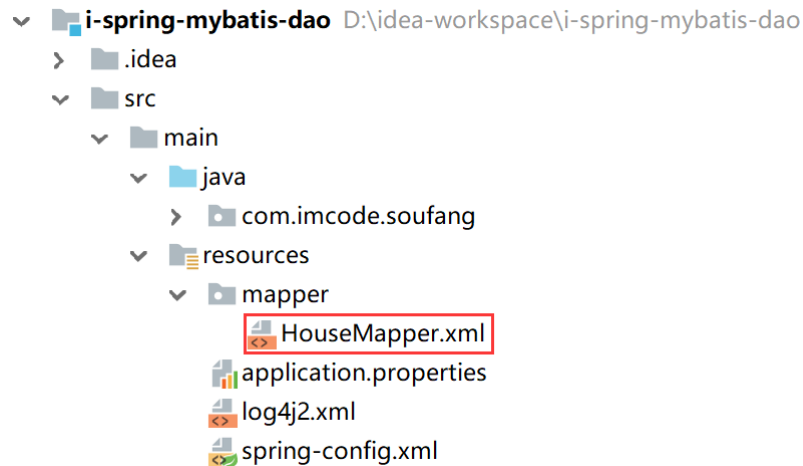 i-spring-mybatis-dao D:\idea-workspace\i-spring-mybatis-dao
.idea
src
main
java
com.imcode.soufang
resources
mapper
HouseMapper.xml
application.properties
log4j2.xml
spring-config.xml